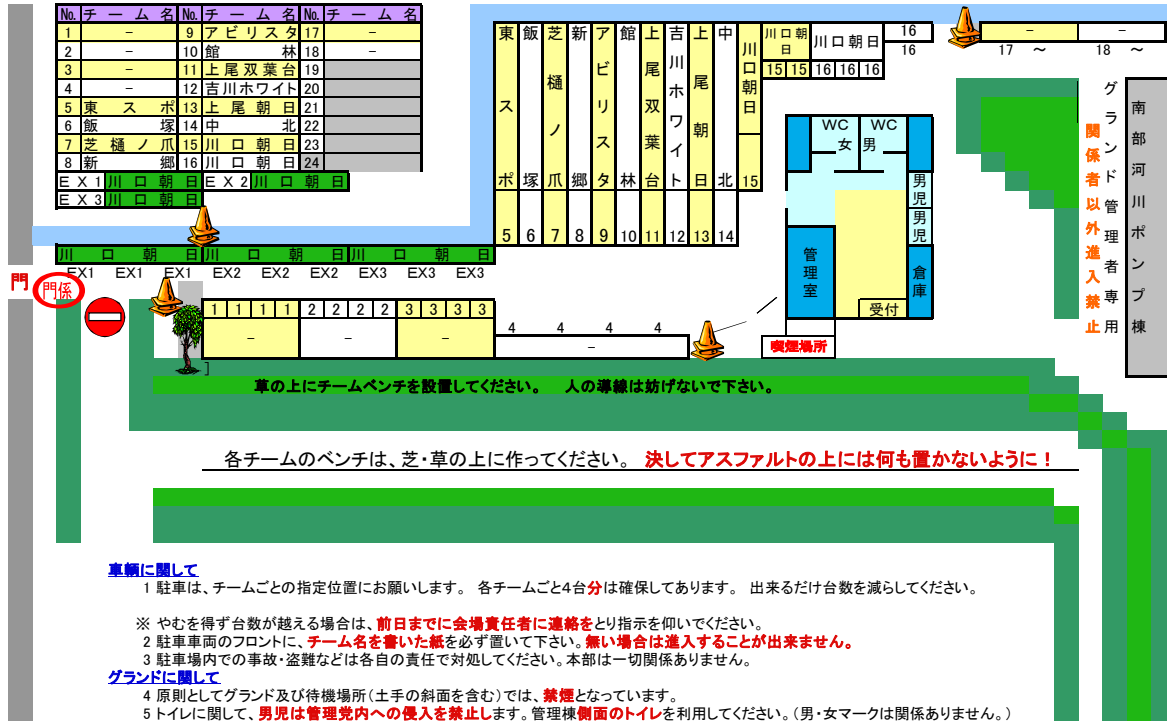 No. チーム名 No. チーム名 No. チーム名
1 － 9 アビリスタ 17 －
2 － 10 館林 18 －
3 － 11 上尾双葉台 19
4 － 12 吉川ホワイト 20
5 東スポ 13 上尾朝日 21
6 飯塚 14 中北 22
7 芝樋ノ爪 15 川口朝日 23
8 新郷 16 川口朝日 24
EX1 川口朝日 EX2 川口朝日
EX3 川口朝日
東スポ 5
飯塚 6
芝樋ノ爪 7
新郷 8
アビリスタ 9
館林 10
上尾双葉台 11
吉川ホワイト 12
上尾朝日 13
中北 14
川口朝日 15
川口朝日
15 15
川口朝日
16 16 16
16
16
－ －
17 ～ 18 ～
WC 女
WC 男
男児
男児
管理室
倉庫
受付
喫煙場所
グランド管理者専用
関係者以外進入禁止
南部河川ポンプ棟
川口朝日 川口朝日 川口朝日
EX1 EX1 EX1 EX2 EX2 EX2 EX3 EX3 EX3
門
門係
1 1 1 1 2 2 2 2 3 3 3 3
－ － －
4 4 4 4
－
]
草の上にチームベンチを設置してください。 人の導線は妨げないで下さい。
各チームのベンチは、芝・草の上に作ってください。 決してアスファルトの上には何も置かないように！
車輌に関して
1 駐車は、チームごとの指定位置にお願いします。 各チームごと4台分は確保してあります。 出来るだけ台数を減らしてください。
※ やむを得ず台数が越える場合は、前日までに会場責任者に連絡をとり指示を仰いでください。
2 駐車車両のフロントに、チーム名を書いた紙を必ず置いて下さい。無い場合は進入することが出来ません。
3 駐車場内での事故・盗難などは各自の責任で対処してください。本部は一切関係ありません。
グランドに関して
4 原則としてグランド及び待機場所（土手の斜面を含む）では、禁煙となっています。
5 トイレに関して、男児は管理党内への侵入を禁止します。管理棟側面のトイレを利用してください。（男・女マークは関係ありません。）